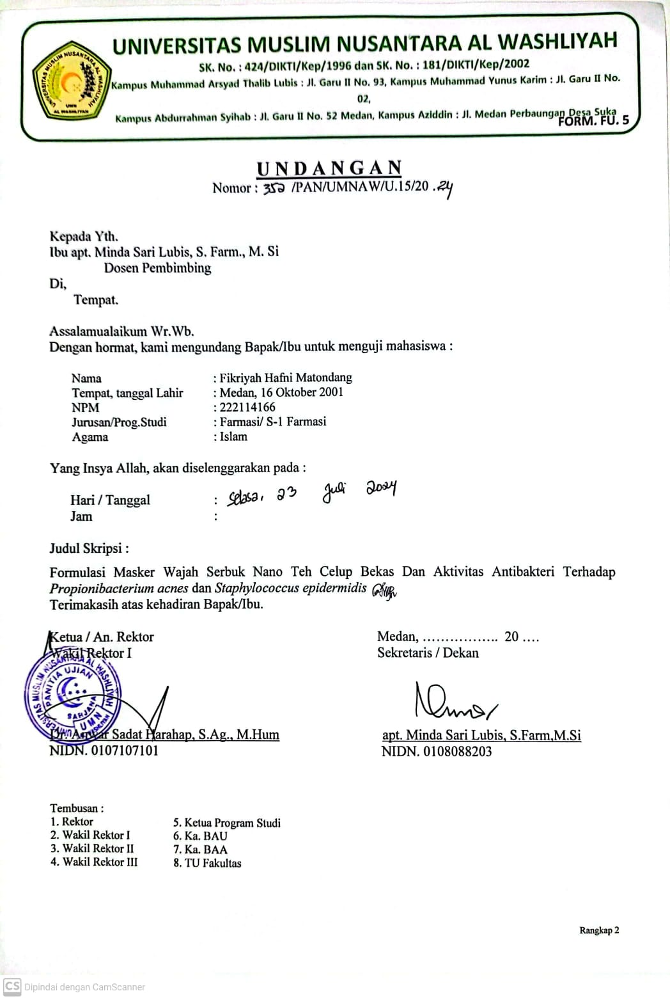 UNIVERSITAS MUSLIM NUSANTARA AL WASHLIYAH
SK. No. : 424/DIKTI/Kep/1996 dan SK. No. : 181/DIKTI/Kep/2002
Kampus Muhammad Arsyad Thalib Lubis : Jl. Garu II No. 93, Kampus Muhammad Yunus Karim : Jl. Garu II No.
02,
Kampus Abdurrahman Syihab : Jl. Garu II No. 52 Medan, Kampus Aziddin : Jl. Medan Perbaungan Desa Suka
FORM. FU. 5
UNIVERSITAS MUSLIM NUSANTARA AL WASHLIYAH
UMN
AL WASHLIYAH
UNDANGAN
Nomor : 352 /PAN/UMNAW/U.15/20 .24
Kepada Yth.
Ibu apt. Minda Sari Lubis, S. Farm., M. Si
Dosen Pembimbing
Di,
Tempat.
Assalamualaikum Wr.Wb.
Dengan hormat, kami mengundang Bapak/Ibu untuk menguji mahasiswa :
Nama : Fikriyah Hafni Matondang
Tempat, tanggal Lahir : Medan, 16 Oktober 2001
NPM : 222114166
Jurusan/Prog.Studi : Farmasi/ S-1 Farmasi
Agama : Islam
Yang Insya Allah, akan diselenggarakan pada :
Hari / Tanggal : Selasa, 23 Juli 2024
Jam :
Judul Skripsi :
Formulasi Masker Wajah Serbuk Nano Teh Celup Bekas Dan Aktivitas Antibakteri Terhadap
Propionibacterium acnes dan Staphylococcus epidermidis
Terimakasih atas kehadiran Bapak/Ibu.
Ketua / An. Rektor
Wakil Rektor I
Medan, ................. 20 ....
Sekretaris / Dekan
UNIVERSITAS MUSLIM NUSANTARA AL WASHLIYAH
PANITIA UJIAN
SARJANA
UMN
AL WASHLIYAH
Dr. Anwar Sadat Harahap, S.Ag., M.Hum
NIDN. 0107107101
apt. Minda Sari Lubis, S.Farm,M.Si
NIDN. 0108088203
Tembusan :
1. Rektor
2. Wakil Rektor I
3. Wakil Rektor II
4. Wakil Rektor III
5. Ketua Program Studi
6. Ka. BAU
7. Ka. BAA
8. TU Fakultas
Rangkap 2
CS Dipindai dengan CamScanner